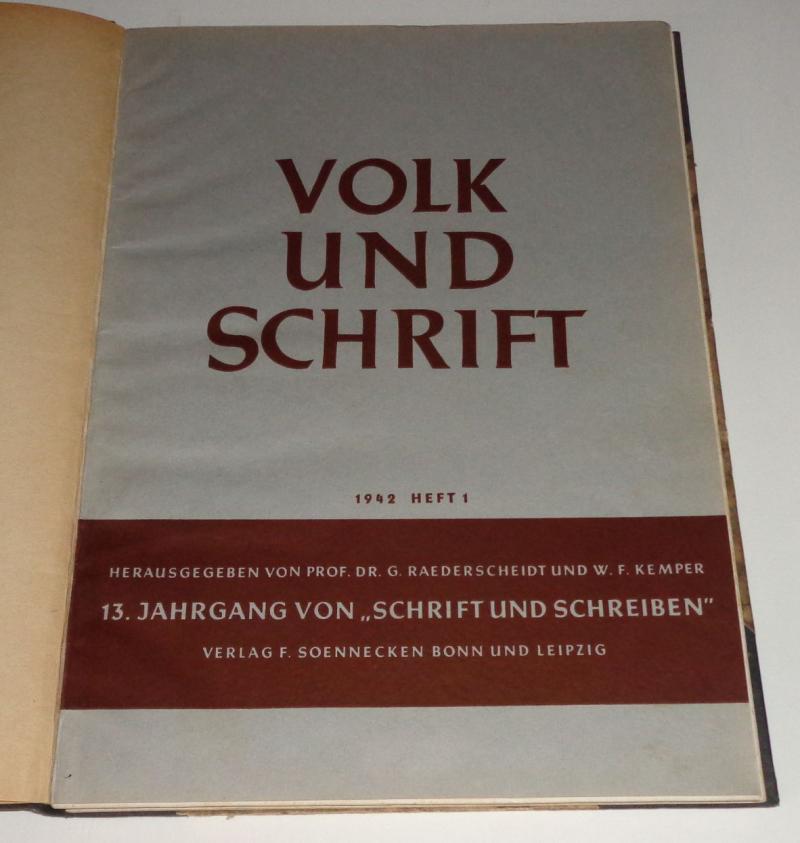 VOLK
UND
SCHRIFT
1942 HEFT 1
HERAUSGEGEBEN VON PROF. DR. G. RAEDERSCHEIDT UND W. F. KEMPER
13. JAHRGANG VON „SCHRIFT UND SCHREIBEN”
VERLAG F. SOENNECKEN BONN UND LEIPZIG